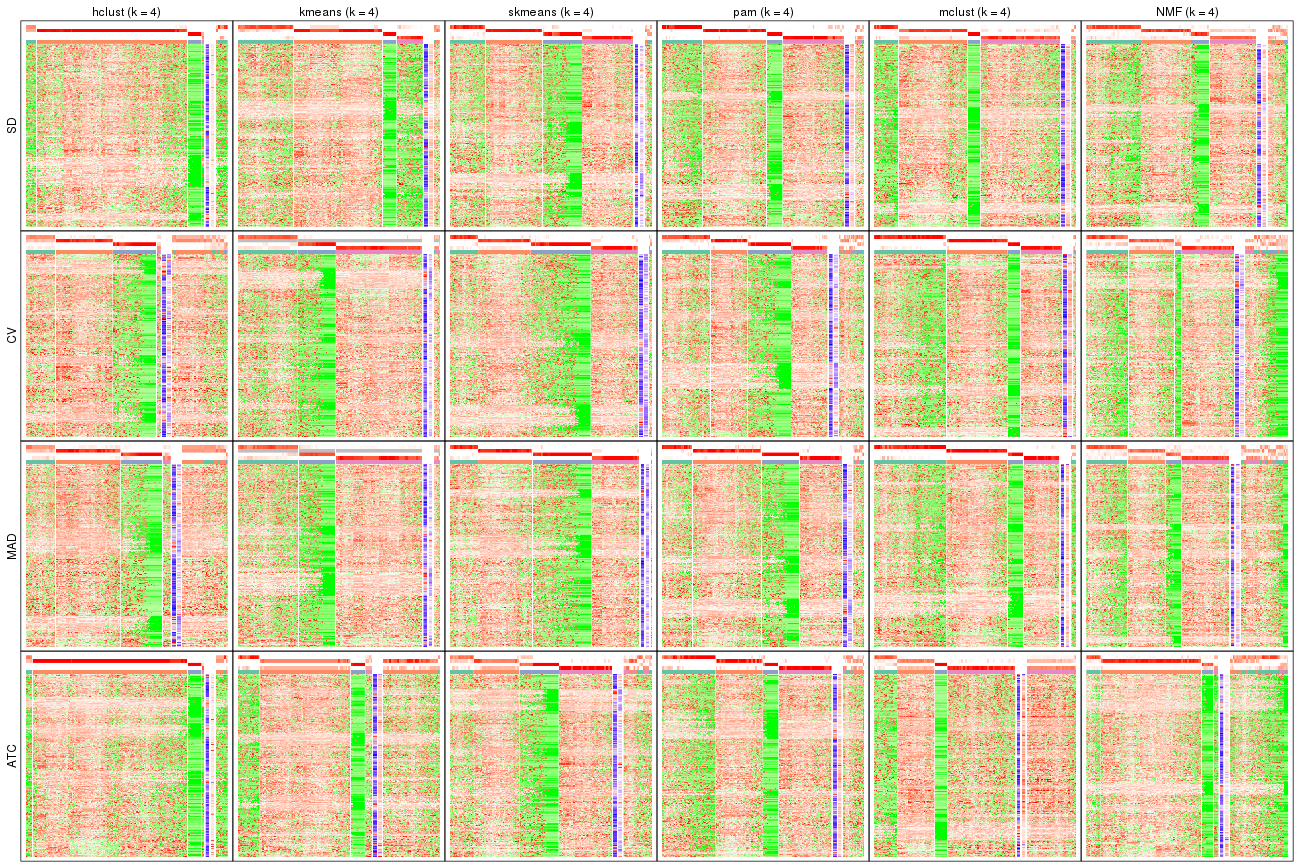 hclust (k = 4) kmeans (k = 4) skmeans (k = 4) pam (k = 4) mclust (k = 4) NMF (k = 4)
SD
CV
MAD
ATC